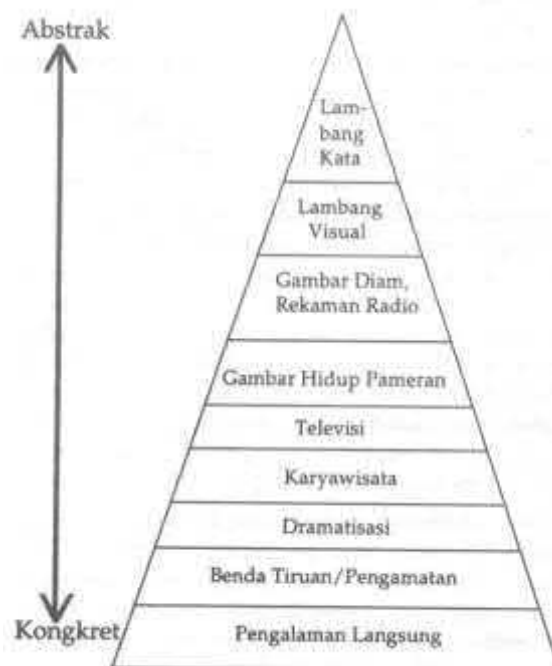 Abstrak
Lam-
bang
Kata
Lambang
Visual
Gambar Diam,
Rekaman Radio
Gambar Hidup Pameran
Televisi
Karyawisata
Dramatisasi
Benda Tiruan/Pengamatan
Kongkret
Pengalaman Langsung